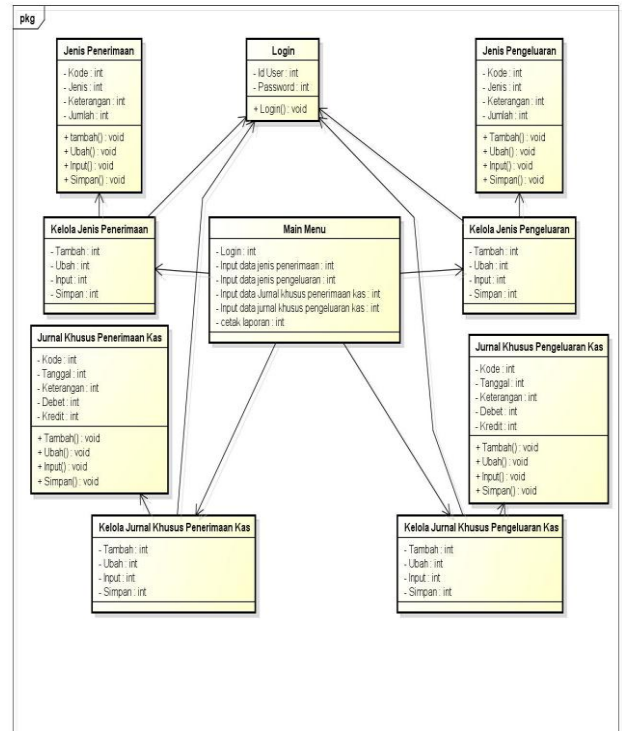 pkg
Jenis Penerimaan
- Kode : int
- Jenis : int
- Keterangan : int
- Jumlah : int
+ tambah() : void
+ Ubah() : void
+ Input() : void
+ Simpan() : void
Login
- Id User : int
- Password : int
+ Login() : void
Jenis Pengeluaran
- Kode : int
- Jenis : int
- Keterangan : int
- Jumlah : int
+ Tambah() : void
+ Ubah() : void
+ Input() : void
+ Simpan() : void
Kelola Jenis Penerimaan
- Tambah : int
- Ubah : int
- Input : int
- Simpan : int
Main Menu
- Login : int
- Input data jenis penerimaan : int
- Input data jenis pengeluaran : int
- Input data Jurnal khusus penerimaan kas : int
- Input data jurnal khusus pengeluaran kas : int
- cetak laporan : int
Kelola Jenis Pengeluaran
- Tambah : int
- Ubah : int
- Input : int
- Simpan : int
Jurnal Khusus Penerimaan Kas
- Kode : int
- Tanggal : int
- Keterangan : int
- Debet : int
- Kredit : int
+ Tambah() : void
+ Ubah() : void
+ Input() : void
+ Simpan() : void
Jurnal Khusus Pengeluaran Kas
- Kode : int
- Tanggal : int
- Keterangan : int
- Debet : int
- Kredit : int
+ Tambah() : void
+ Ubah() : void
+ Input() : void
+ Simpan() : void
Kelola Jurnal Khusus Penerimaan Kas
- Tambah : int
- Ubah : int
- Input : int
- Simpan : int
Kelola Jurnal Khusus Pengeluaran Kas
- Tambah : int
- Ubah : int
- Input : int
- Simpan : int